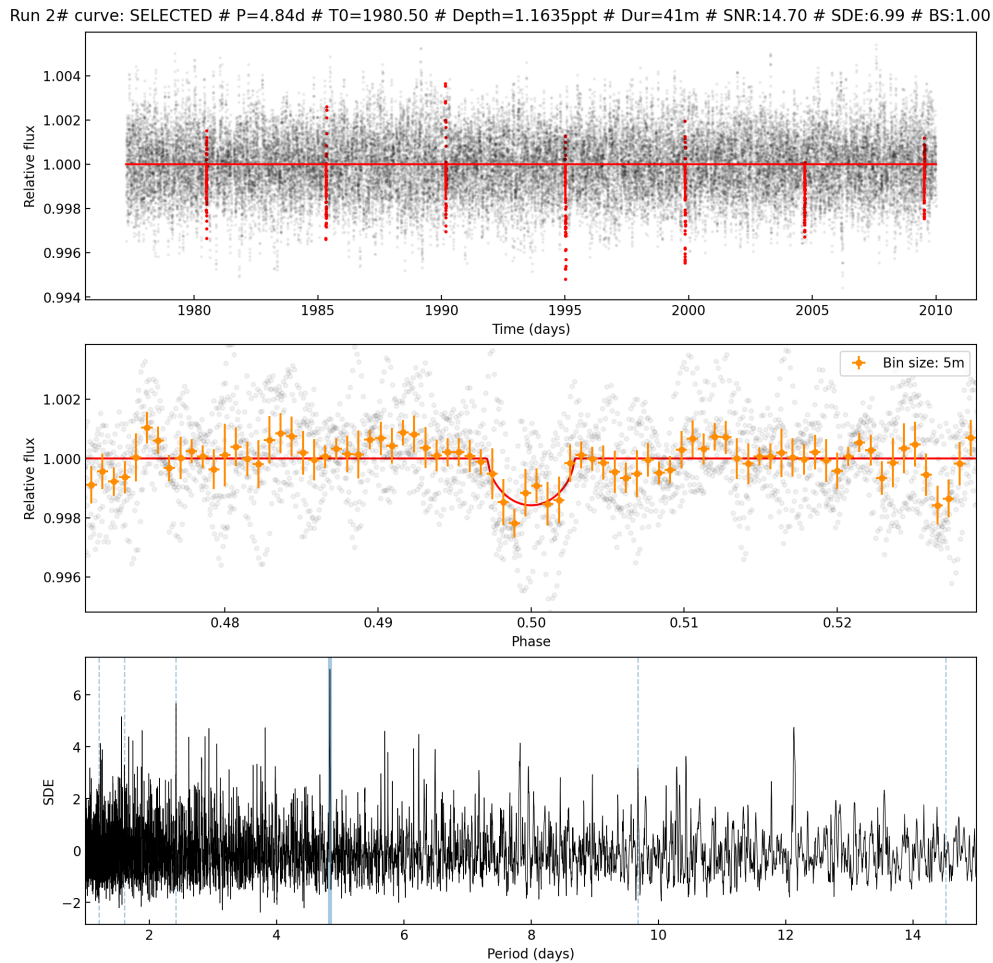 Run 2# curve: SELECTED # P=4.84d # T0=1980.50 # Depth=1.1635ppt # Dur=41m # SNR:14.70 # SDE:6.99 # BS:1.00
1.004
1.002
1.000
0.998
0.996
0.994
Relative flux
1980 1985 1990 1995 2000 2005 2010
Time (days)
Bin size: 5m
1.002
1.000
0.998
0.996
Relative flux
0.48 0.49 0.50 0.51 0.52
Phase
6
4
2
0
−2
SDE
2 4 6 8 10 12 14
Period (days)